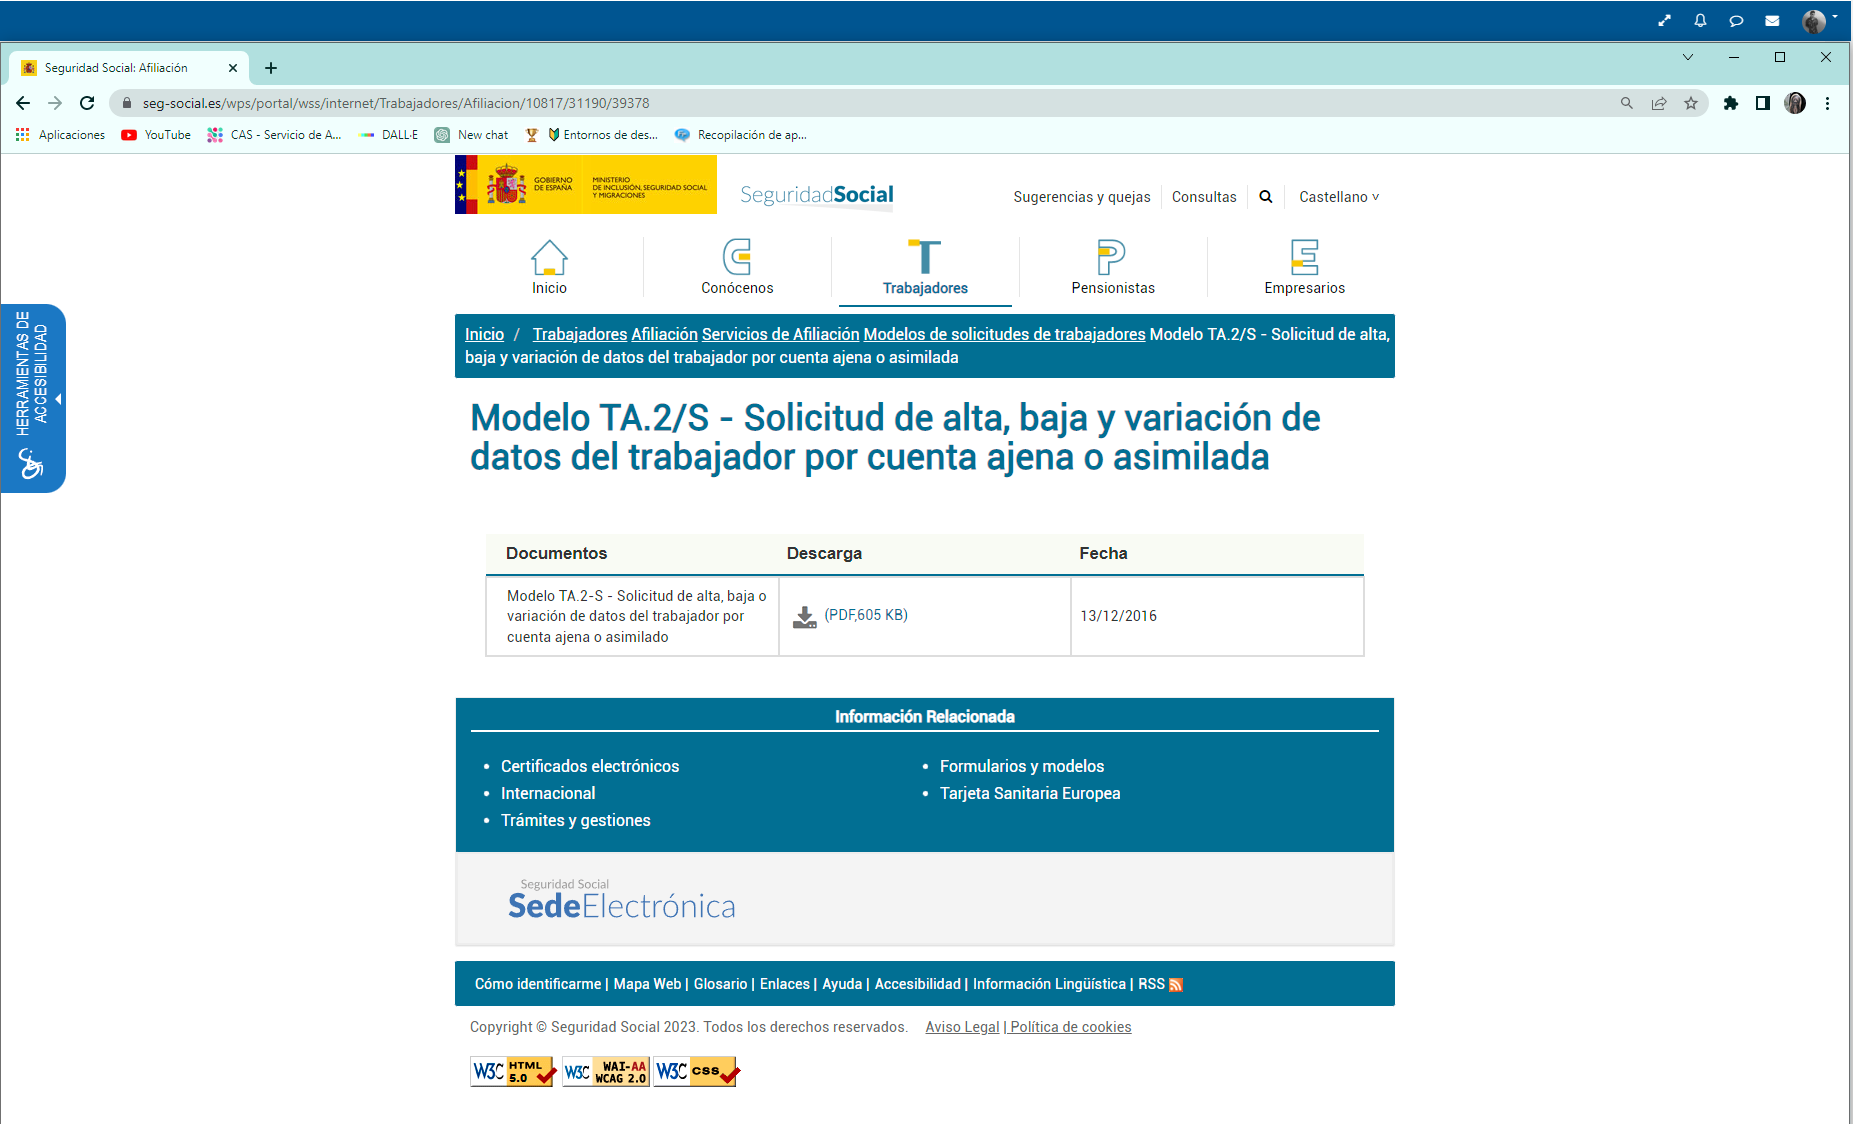 Seguridad Social: Afiliación
seg-social.es/wps/portal/wss/internet/Trabajadores/Afiliacion/10817/31190/39378
Aplicaciones YouTube CAS - Servicio de A... DALL·E New chat Entornos de des... Recopilación de ap...
GOBIERNO DE ESPAÑA
MINISTERIO DE INCLUSIÓN, SEGURIDAD SOCIAL Y MIGRACIONES
SeguridadSocial
Sugerencias y quejas Consultas Castellano
Inicio Conócenos Trabajadores Pensionistas Empresarios
HERRAMIENTAS DE
ACCESIBILIDAD
Inicio / Trabajadores Afiliación Servicios de Afiliación Modelos de solicitudes de trabajadores Modelo TA.2/S - Solicitud de alta,
baja y variación de datos del trabajador por cuenta ajena o asimilada
Modelo TA.2/S - Solicitud de alta, baja y variación de
datos del trabajador por cuenta ajena o asimilada
Documentos Descarga Fecha
Modelo TA.2-S - Solicitud de alta, baja o
variación de datos del trabajador por
cuenta ajena o asimilado
(PDF,605 KB)
13/12/2016
Información Relacionada
• Certificados electrónicos
• Internacional
• Trámites y gestiones
• Formularios y modelos
• Tarjeta Sanitaria Europea
Seguridad Social
SedeElectrónica
Cómo identificarme | Mapa Web | Glosario | Enlaces | Ayuda | Accesibilidad | Información Lingüística | RSS
Copyright © Seguridad Social 2023. Todos los derechos reservados. Aviso Legal | Política de cookies
W3C HTML 5.0
W3C WAI-AA WCAG 2.0
W3C css